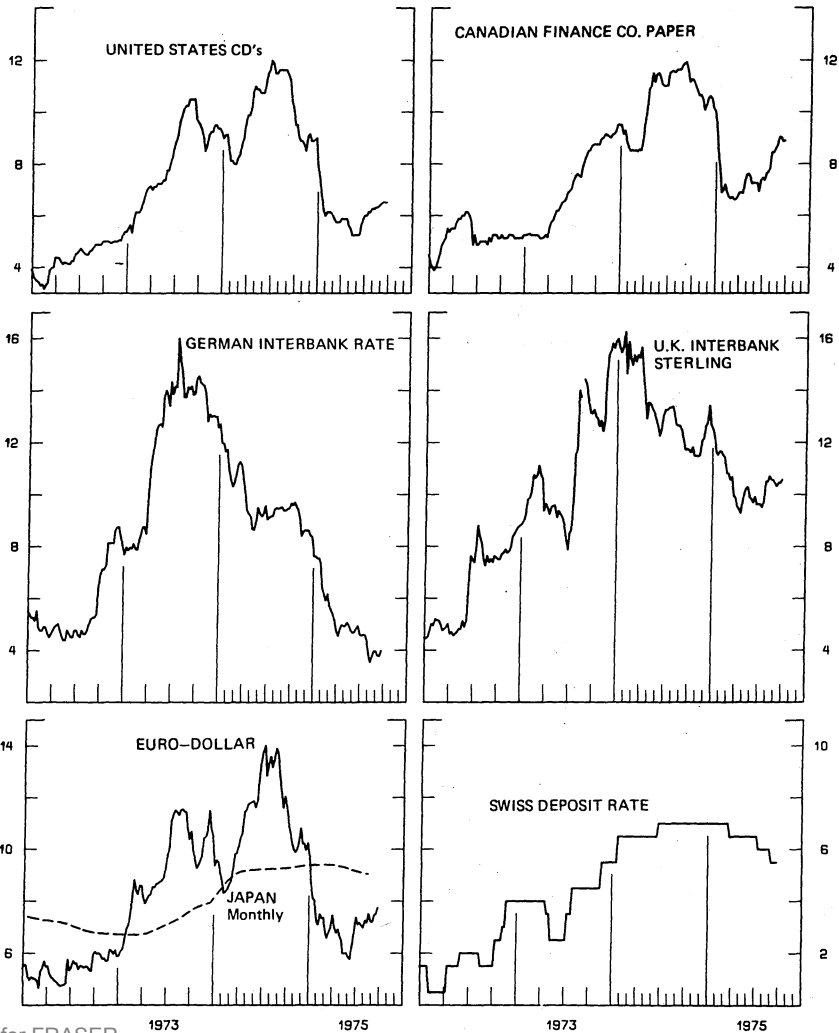 UNITED STATES CD's
12
8
4
CANADIAN FINANCE CO. PAPER
12
8
4
GERMAN INTERBANK RATE
16
12
8
4
U.K. INTERBANK
STERLING
16
12
8
4
EURO-DOLLAR
14
10
6
JAPAN
Monthly
1973
1975
SWISS DEPOSIT RATE
10
6
2
1973
1975
for FRASER